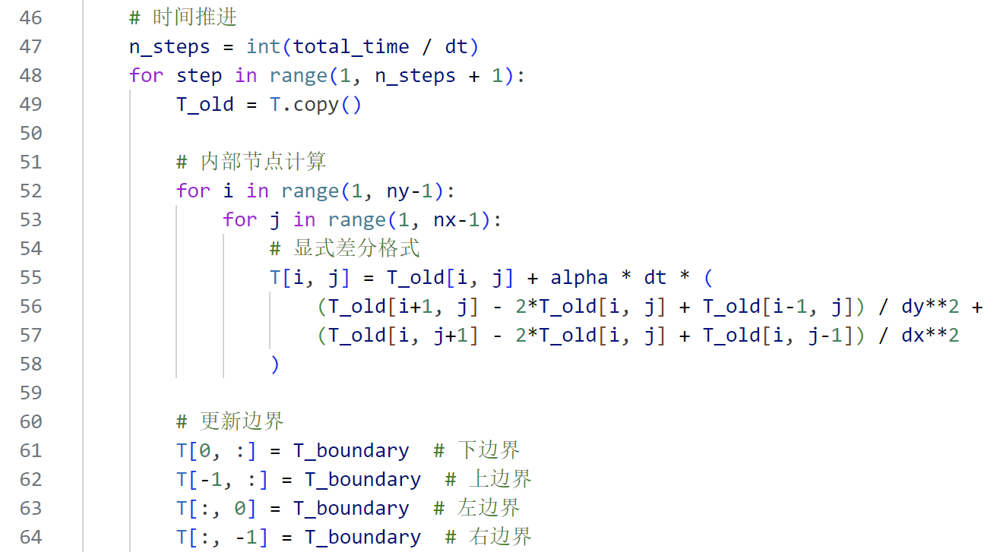 46 # 时间推进
47 n_steps = int(total_time / dt)
48 for step in range(1, n_steps + 1):
49 T_old = T.copy()
50
51 # 内部节点计算
52 for i in range(1, ny-1):
53 for j in range(1, nx-1):
54 # 显式差分格式
55 T[i, j] = T_old[i, j] + alpha * dt * (
56 (T_old[i+1, j] - 2*T_old[i, j] + T_old[i-1, j]) / dy**2 +
57 (T_old[i, j+1] - 2*T_old[i, j] + T_old[i, j-1]) / dx**2
58 )
59
60 # 更新边界
61 T[0, :] = T_boundary  # 下边界
62 T[-1, :] = T_boundary  # 上边界
63 T[:, 0] = T_boundary  # 左边界
64 T[:, -1] = T_boundary  # 右边界